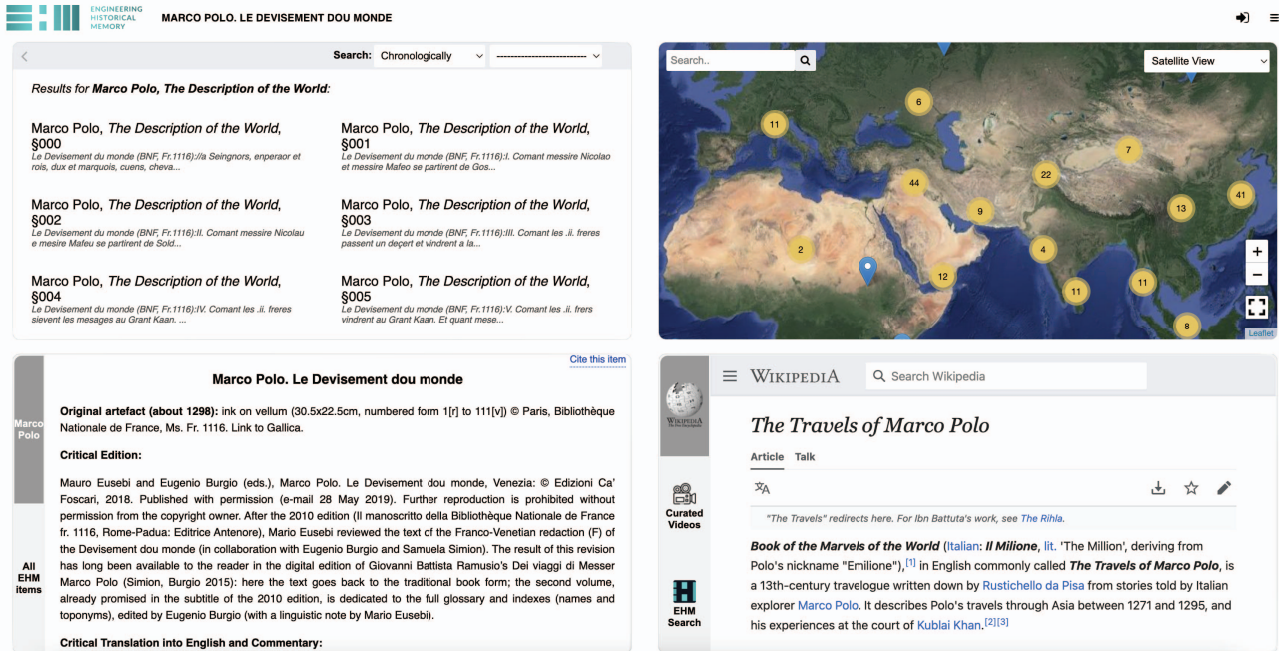 ENGINEERING
HISTORICAL
MEMORY
MARCO POLO. LE DEVISEMENT DOU MONDE
Search: Chronologically ---------------------------
Results for Marco Polo, The Description of the World:
Marco Polo, The Description of the World,
§000
Le Devisement du monde (BNF, Fr.1116)://a Seingnors, enperaor et
rois, dux et marquois, cuens, cheva...
Marco Polo, The Description of the World,
§001
Le Devisement du monde (BNF, Fr.1116):I. Comant messire Nicolao
et messire Mafeo se partirent de Gos...
Marco Polo, The Description of the World,
§002
Le Devisement du monde (BNF, Fr.1116):II. Comant messire Nicolau
e mesire Mafeu se partirent de Sold...
Marco Polo, The Description of the World,
§003
Le Devisement du monde (BNF, Fr.1116):III. Comant les .ii. freres
passent un deçert et vindrent a la...
Marco Polo, The Description of the World,
§004
Le Devisement du monde (BNF, Fr.1116):IV. Comant les .ii. freres
sievent les mesages au Grant Kaan. ...
Marco Polo, The Description of the World,
§005
Le Devisement du monde (BNF, Fr.1116):V. Comant les .ii. frers
vindrent au Grant Kaan. Et quant mese...
Search..
Satellite View
6
11
7
22
44
41
13
9
2
4
12
11
11
8
+
−
Leaflet
Marco
Polo
All
EHM
items
Cite this item
Marco Polo. Le Devisement dou monde
Original artefact (about 1298): ink on vellum (30.5x22.5cm, numbered form 1[r] to 111[v]) © Paris, Bibliothèque
Nationale de France, Ms. Fr. 1116. Link to Gallica.
Critical Edition:
Mauro Eusebi and Eugenio Burgio (eds.), Marco Polo. Le Devisement dou monde, Venezia: © Edizioni Ca'
Foscari, 2018. Published with permission (e-mail 28 May 2019). Further reproduction is prohibited without
permission from the copyright owner. After the 2010 edition (Il manoscritto della Bibliothèque Nationale de France
fr. 1116, Rome-Padua: Editrice Antenore), Mario Eusebi reviewed the text of the Franco-Venetian redaction (F) of
the Devisement dou monde (in collaboration with Eugenio Burgio and Samuela Simion). The result of this revision
has long been available to the reader in the digital edition of Giovanni Battista Ramusio's Dei viaggi di Messer
Marco Polo (Simion, Burgio 2015): here the text goes back to the traditional book form; the second volume,
already promised in the subtitle of the 2010 edition, is dedicated to the full glossary and indexes (names and
toponyms), edited by Eugenio Burgio (with a linguistic note by Mario Eusebi).
Critical Translation into English and Commentary:
WIKIPEDIA
The Free Encyclopedia
Curated
Videos
EHM
Search
WIKIPEDIA
Search Wikipedia
The Travels of Marco Polo
Article Talk
"The Travels" redirects here. For Ibn Battuta's work, see The Rihla.
Book of the Marvels of the World (Italian: Il Milione, lit. 'The Million', deriving from
Polo's nickname "Emilione"),[1] in English commonly called The Travels of Marco Polo, is
a 13th-century travelogue written down by Rustichello da Pisa from stories told by Italian
explorer Marco Polo. It describes Polo's travels through Asia between 1271 and 1295, and
his experiences at the court of Kublai Khan.[2][3]